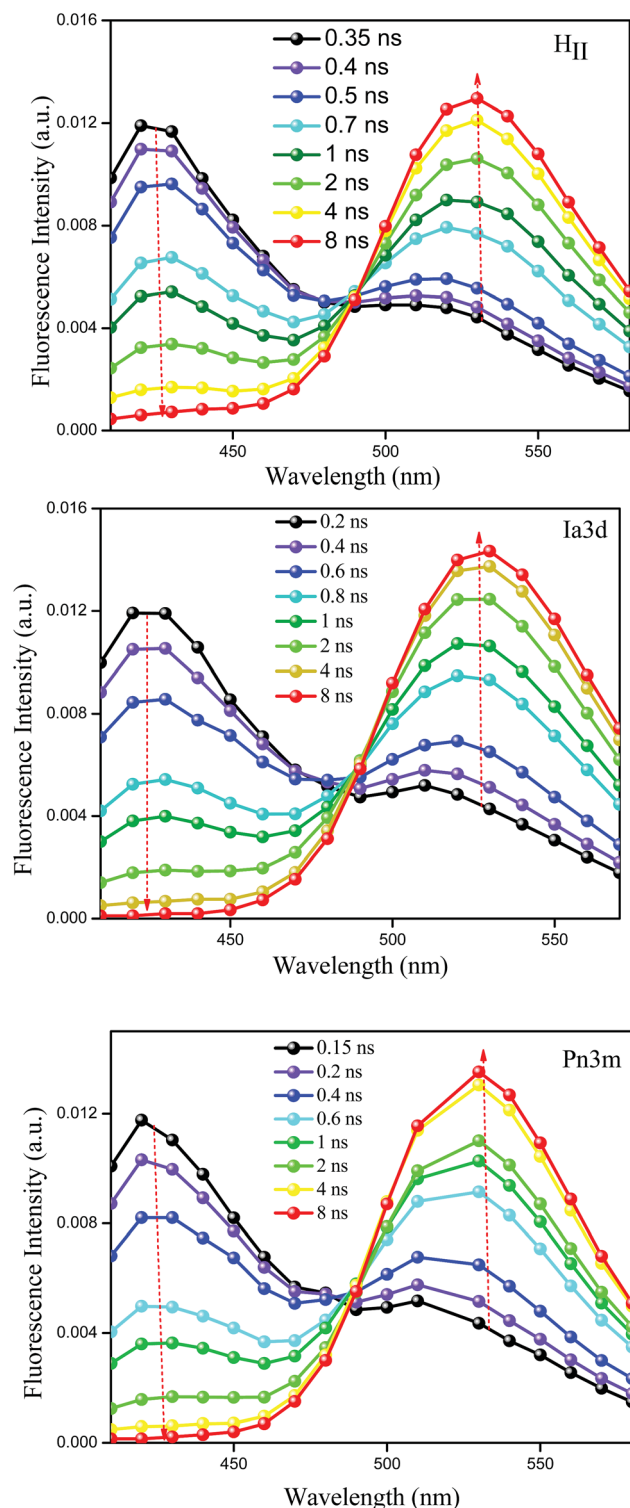 0.016
0.012
0.008
0.004
0.000
Fluorescence Intensity (a.u.)
0.35 ns
0.4 ns
0.5 ns
0.7 ns
1 ns
2 ns
4 ns
8 ns
HII
450
500
550
Wavelength (nm)
0.016
0.012
0.008
0.004
0.000
Fluorescence Intensity (a.u.)
0.2 ns
0.4 ns
0.6 ns
0.8 ns
1 ns
2 ns
4 ns
8 ns
Ia3d
450
500
550
Wavelength (nm)
0.012
0.008
0.004
0.000
Fluorescence Intensity (a.u.)
0.15 ns
0.2 ns
0.4 ns
0.6 ns
1 ns
2 ns
4 ns
8 ns
Pn3m
450
500
550
Wavelength (nm)